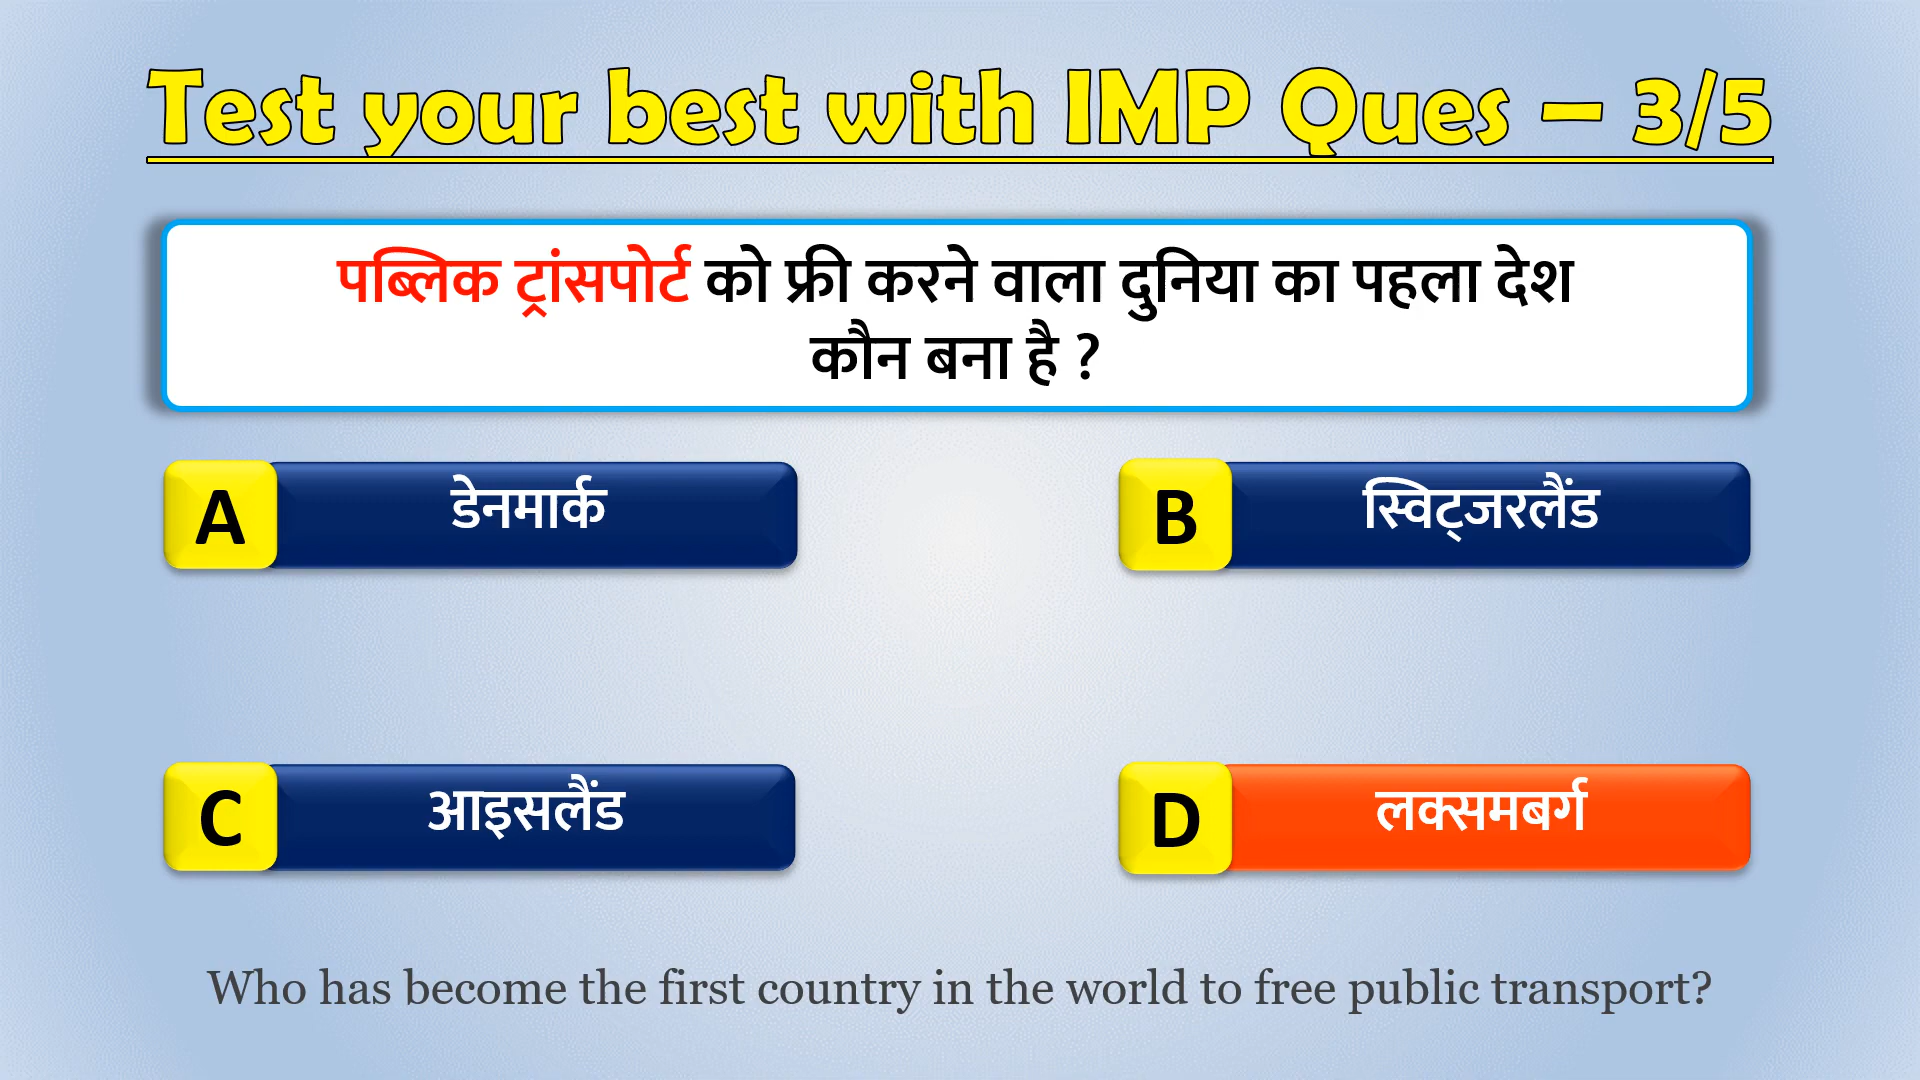 Test your best with IMP Ques – 3/5
पब्लिक ट्रांसपोर्ट को फ्री करने वाला दुनिया का पहला देश
कौन बना है ?
A डेनमार्क
B स्विट्जरलैंड
C आइसलैंड
D लक्समबर्ग
Who has become the first country in the world to free public transport?